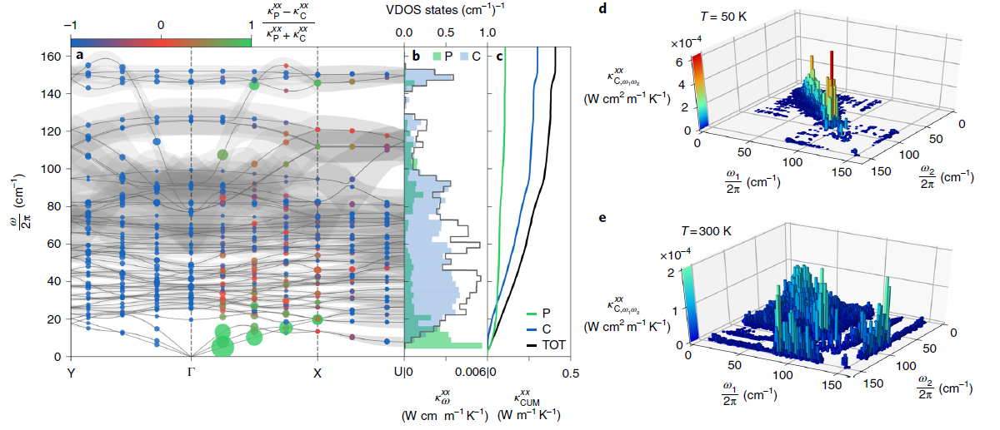 −1 0 1
κ_P^xx − κ_C^xx
κ_P^xx + κ_C^xx
VDOS states (cm⁻¹)⁻¹
0.0 0.5 1.0
a b c
P C
160
140
120
100
80
60
40
20
0
ω/2π (cm⁻¹)
Y Γ X U|0 0.006 0 0.5
P
C
TOT
κ_ω^xx
(W cm m⁻¹ K⁻¹)
κ_CUM^xx
(W m⁻¹ K⁻¹)
d
T = 50 K
×10⁻⁴
6
4
2
0
κ_C,ω₁ω₂^xx
(W cm² m⁻¹ K⁻¹)
0 50 100 150
ω₁/2π (cm⁻¹)
150 100 50 0
ω₂/2π (cm⁻¹)
e
T = 300 K
×10⁻⁴
2
1
0
κ_C,ω₁ω₂^xx
(W cm² m⁻¹ K⁻¹)
0 50 100 150
ω₁/2π (cm⁻¹)
150 100 50 0
ω₂/2π (cm⁻¹)